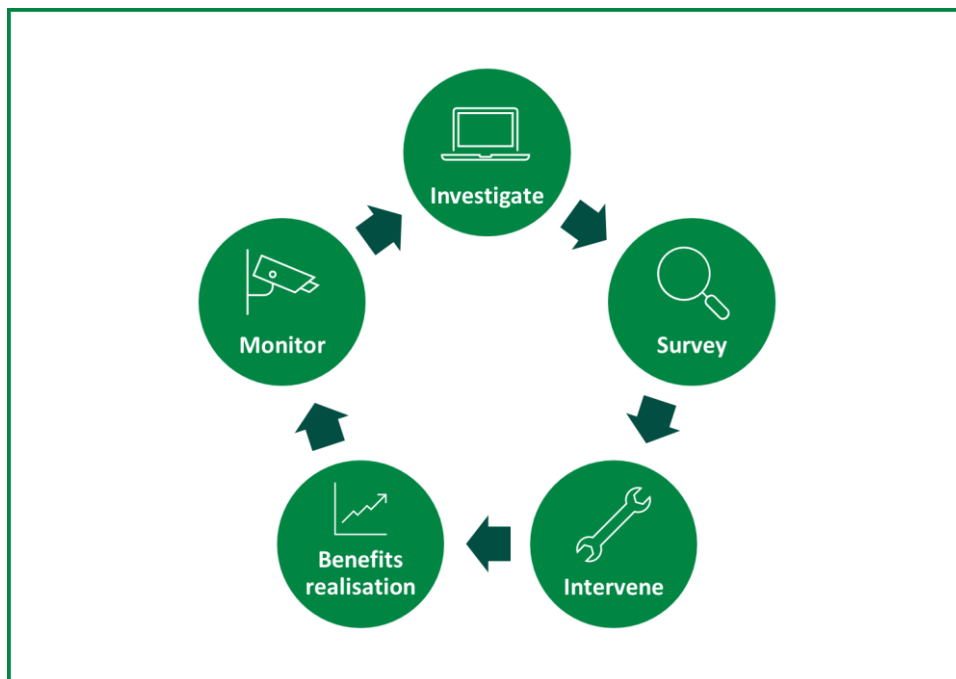 Investigate
Survey
Intervene
Benefits
realisation
Monitor